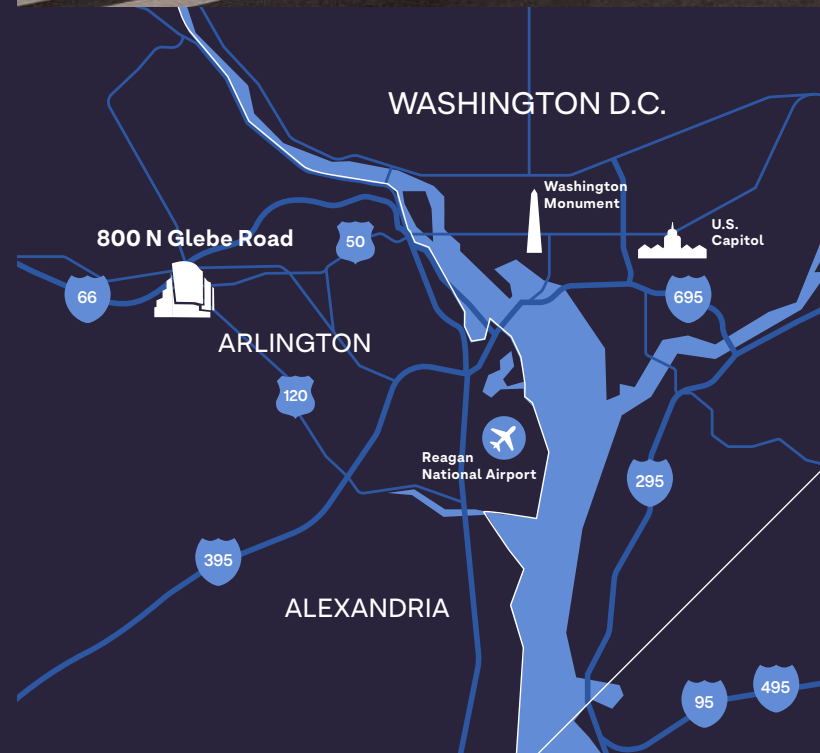 WASHINGTON D.C.
Washington
Monument
U.S.
Capitol
800 N Glebe Road
50
66
695
ARLINGTON
120
Reagan
National Airport
295
395
ALEXANDRIA
495
95